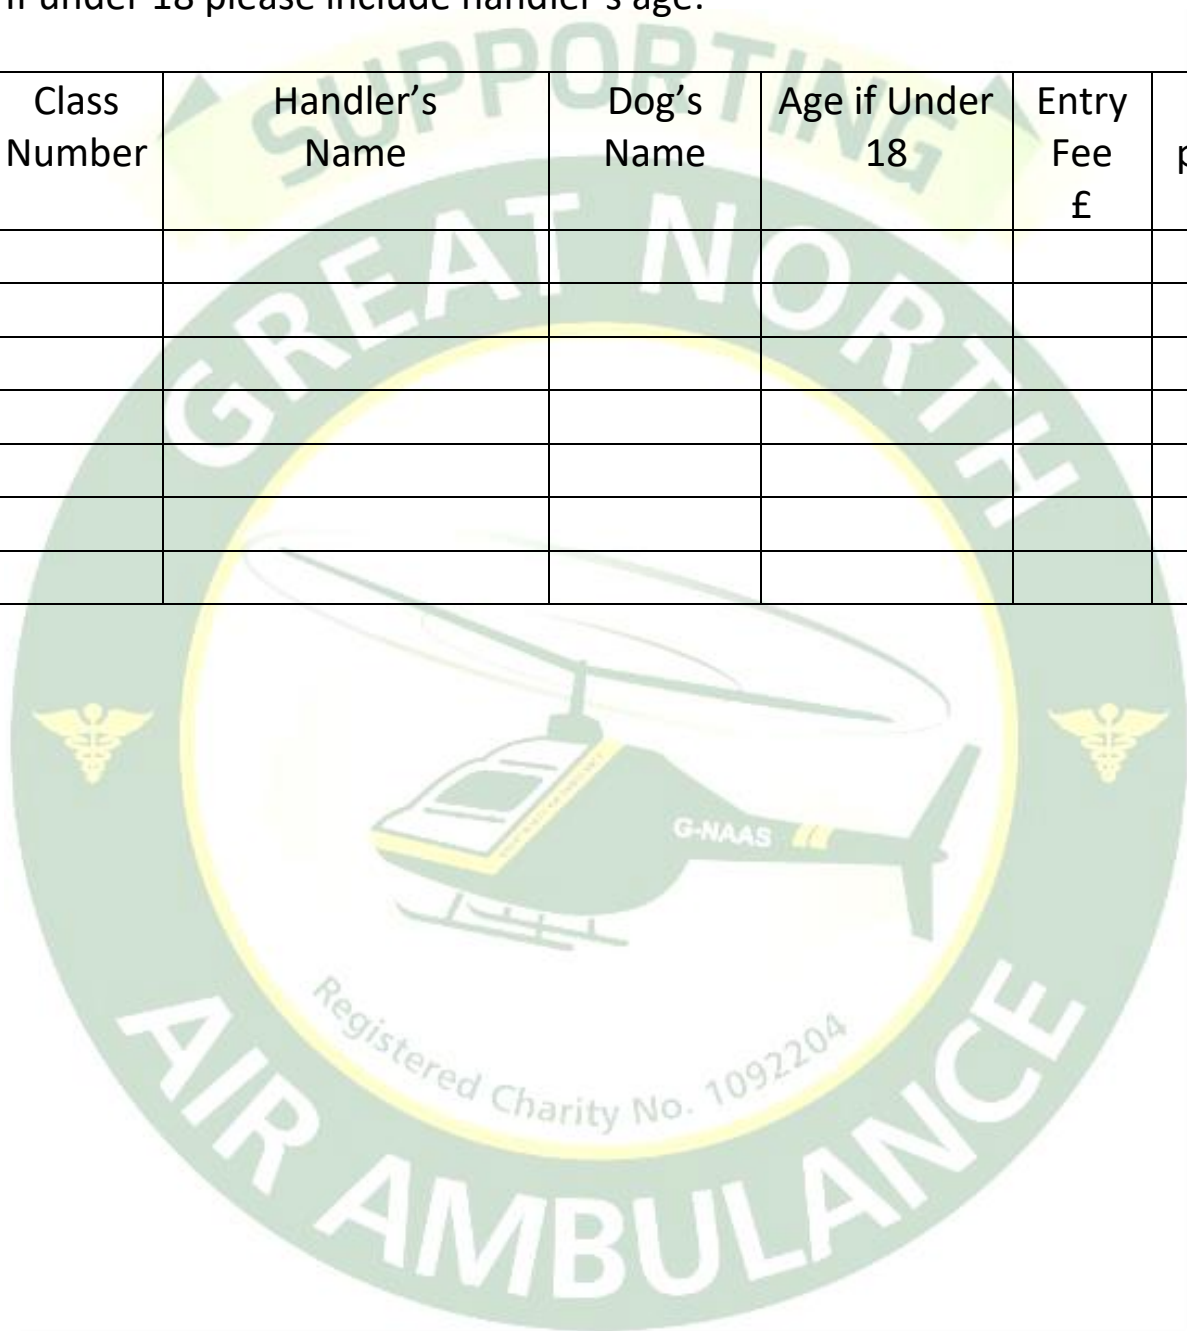 If under 18 please include handler's age.
Class Number
Handler's Name
Dog's Name
Age if Under 18
Entry Fee £
SUPPORTING
GREAT NORTH
G-NAAS
Registered Charity No. 1092204
AIR AMBULANCE